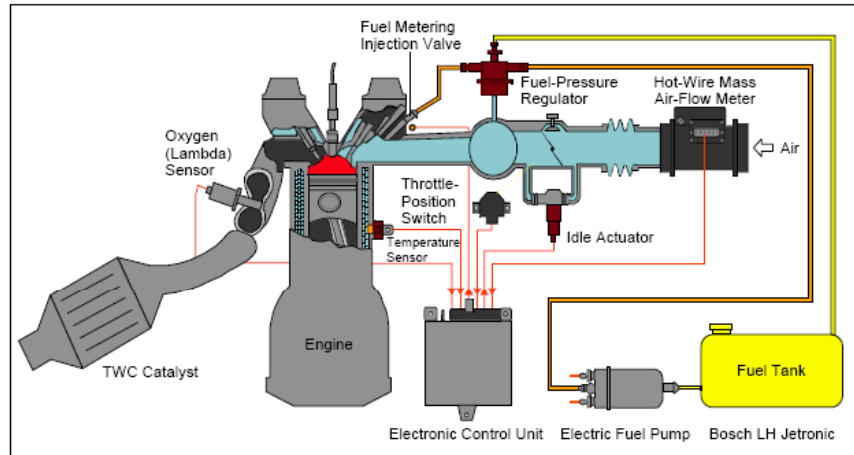 Fuel Metering
Injection Valve
Fuel-Pressure
Regulator
Hot-Wire Mass
Air-Flow Meter
Oxygen
(Lambda)
Sensor
Air
Throttle-
Position
Switch
Temperature
Sensor
Idle Actuator
Engine
TWC Catalyst
Fuel Tank
Electronic Control Unit
Electric Fuel Pump
Bosch LH Jetronic